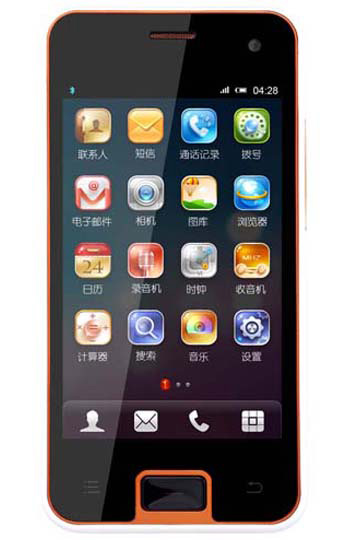 04:28
联系人 短信 通话记录 拨号
电子邮件 相机 图库 浏览器
24
日历 录音机 时钟 收音机
MHZ
计算器 搜索 音乐 设置
1